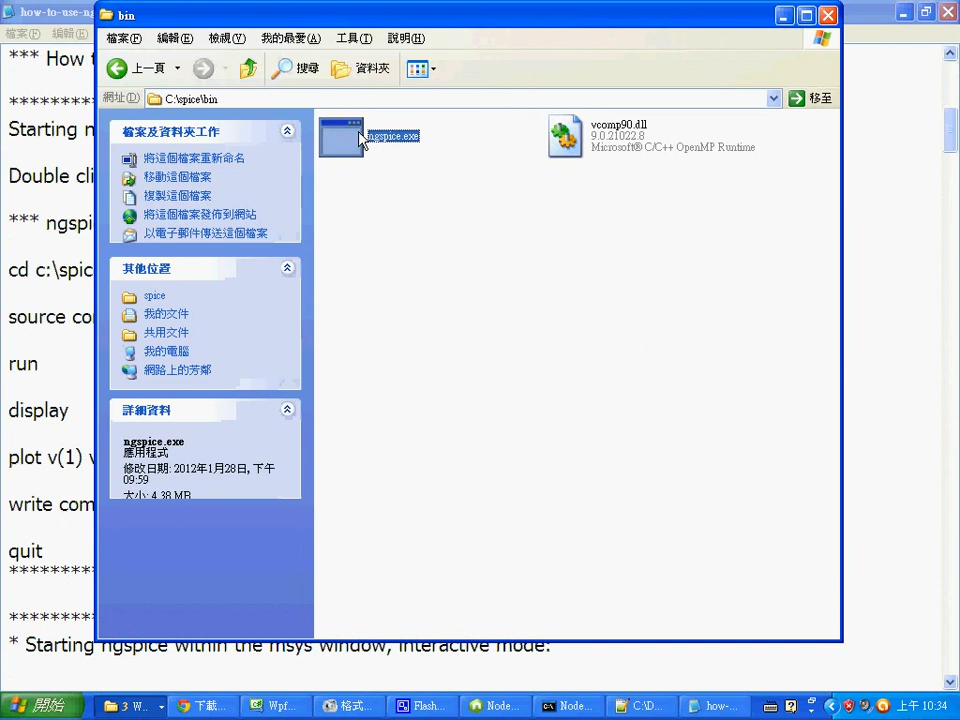 how-to-use-ng
bin
檔案(F) 編輯(E)
檔案(F) 編輯(E) 檢視(V) 我的最愛(A) 工具(T) 說明(H)
*** How t
上一頁 搜尋 資料夾
網址(D) C:\spice\bin 移至
*********
Starting n
Double cli
*** ngspi
cd c:\spic
source co
run
display
plot v(1) v
write com
quit
*********
*********
* Starting ngspice within the msys window, interactive mode:
檔案及資料夾工作
將這個檔案重新命名
移動這個檔案
複製這個檔案
將這個檔案發佈到網站
以電子郵件傳送這個檔案
其他位置
spice
我的文件
共用文件
我的電腦
網路上的芳鄰
詳細資料
ngspice.exe
應用程式
修改日期: 2012年1月28日, 下午
09:59
大小: 4.38 MB
ngspice.exe
vcomp90.dll
9.0.21022.8
Microsoft® C/C++ OpenMP Runtime
開始 3 W... 下載... Wpf... 格式... Flash... Node... Node... C:\D... how-... 上午 10:34